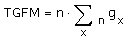 TGFM = n · ∑ₓ ₙgₓ